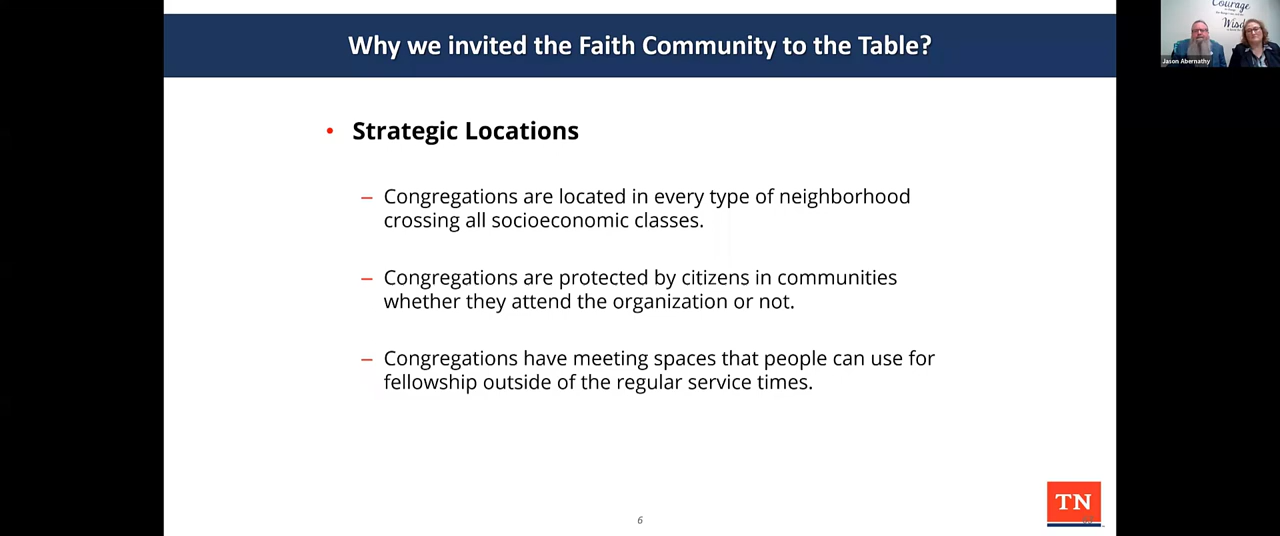 Why we invited the Faith Community to the Table?
Courage
Wisd
Jason Abernathy
• Strategic Locations
– Congregations are located in every type of neighborhood
crossing all socioeconomic classes.
– Congregations are protected by citizens in communities
whether they attend the organization or not.
– Congregations have meeting spaces that people can use for
fellowship outside of the regular service times.
TN
6